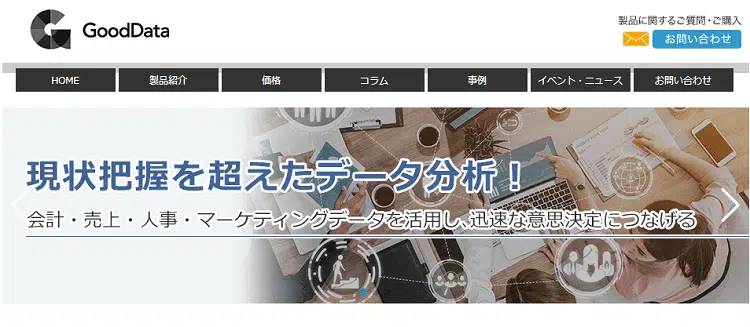 GoodData
製品に関するご質問・ご購入
お問い合わせ
HOME
製品紹介
価格
コラム
事例
イベント・ニュース
お問い合わせ
現状把握を超えたデータ分析！
会計・売上・人事・マーケティングデータを活用し、迅速な意思決定につなげる